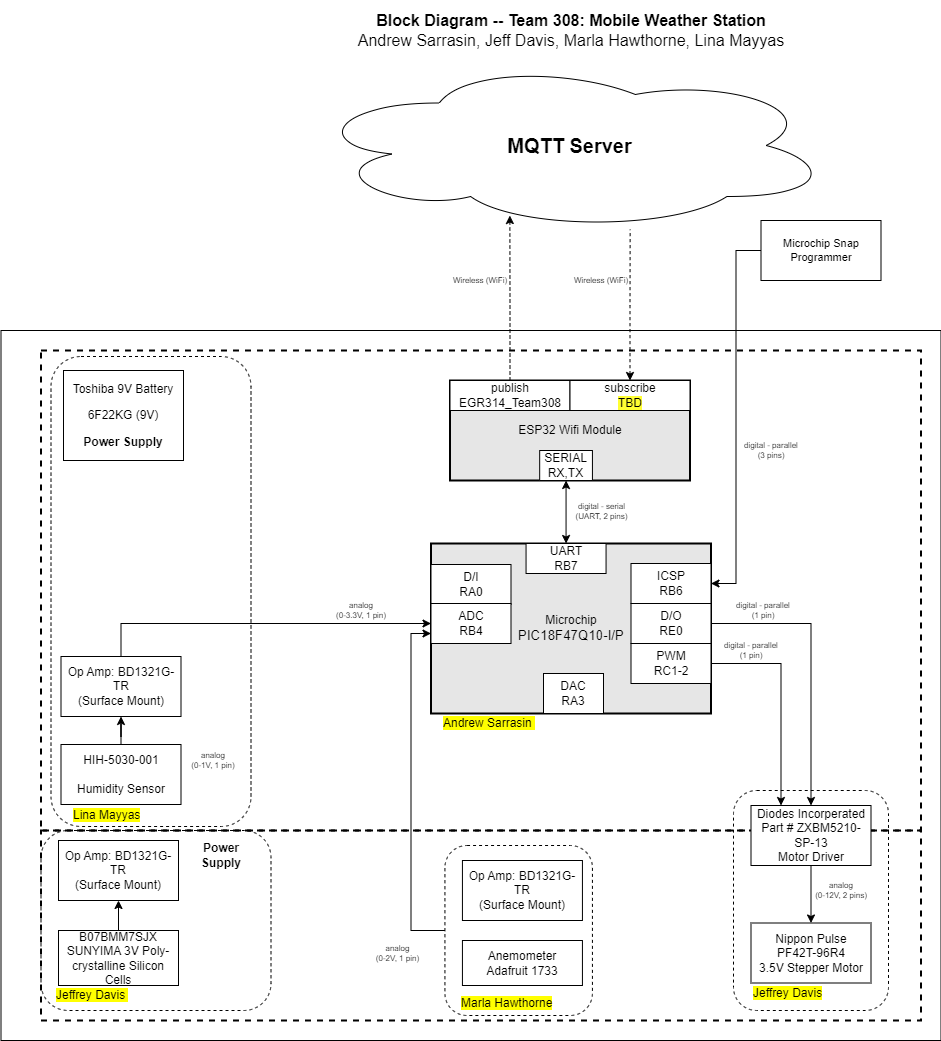 Block Diagram -- Team 308: Mobile Weather Station
Andrew Sarrasin, Jeff Davis, Marla Hawthorne, Lina Mayyas
MQTT Server
Microchip Snap
Programmer
Wireless (WiFi)
Wireless (WiFi)
Toshiba 9V Battery
6F22KG (9V)
Power Supply
publish
EGR314_Team308
subscribe
TBD
ESP32 Wifi Module
SERIAL
RX,TX
digital - parallel
(3 pins)
digital - serial
(UART, 2 pins)
UART
RB7
D/I
RA0
ADC
RB4
Microchip
PIC18F47Q10-I/P
ICSP
RB6
D/O
RE0
PWM
RC1-2
DAC
RA3
Andrew Sarrasin
analog
(0-3.3V, 1 pin)
digital - parallel
(1 pin)
digital - parallel
(1 pin)
Op Amp: BD1321G-
TR
(Surface Mount)
HIH-5030-001
Humidity Sensor
analog
(0-1V, 1 pin)
Lina Mayyas
Power
Supply
Op Amp: BD1321G-
TR
(Surface Mount)
B07BMM7SJX
SUNYIMA 3V Poly-
crystalline Silicon
Cells
Jeffrey Davis
analog
(0-2V, 1 pin)
Op Amp: BD1321G-
TR
(Surface Mount)
Anemometer
Adafruit 1733
Marla Hawthorne
Diodes Incorperated
Part # ZXBM5210-
SP-13
Motor Driver
analog
(0-12V, 2 pins)
Nippon Pulse
PF42T-96R4
3.5V Stepper Motor
Jeffrey Davis